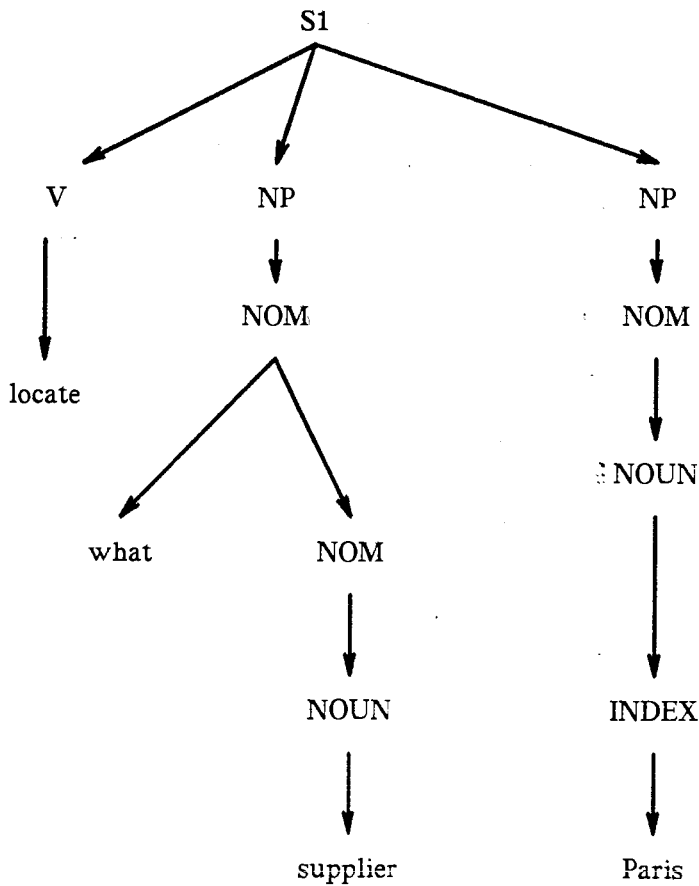 S1
V NP NP
NOM NOM
locate
NOUN
what NOM
NOUN INDEX
supplier Paris